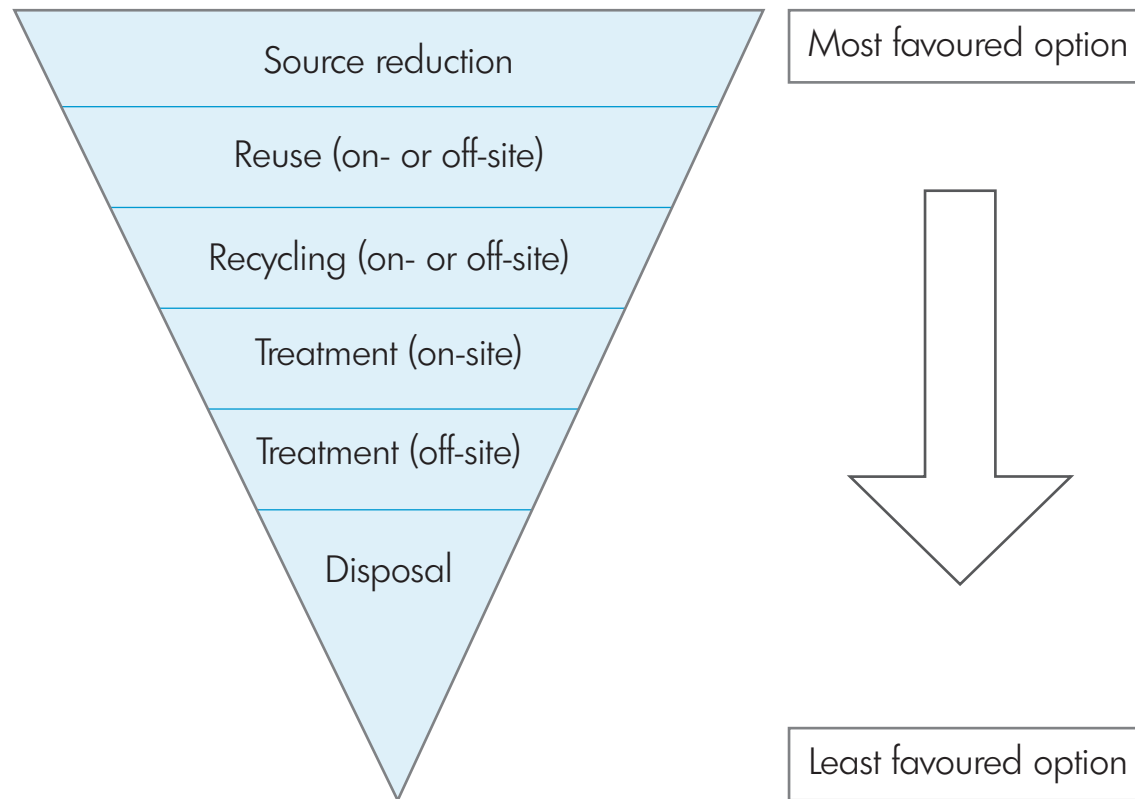 Source reduction
Most favoured option
Reuse (on- or off-site)
Recycling (on- or off-site)
Treatment (on-site)
Treatment (off-site)
Disposal
Least favoured option